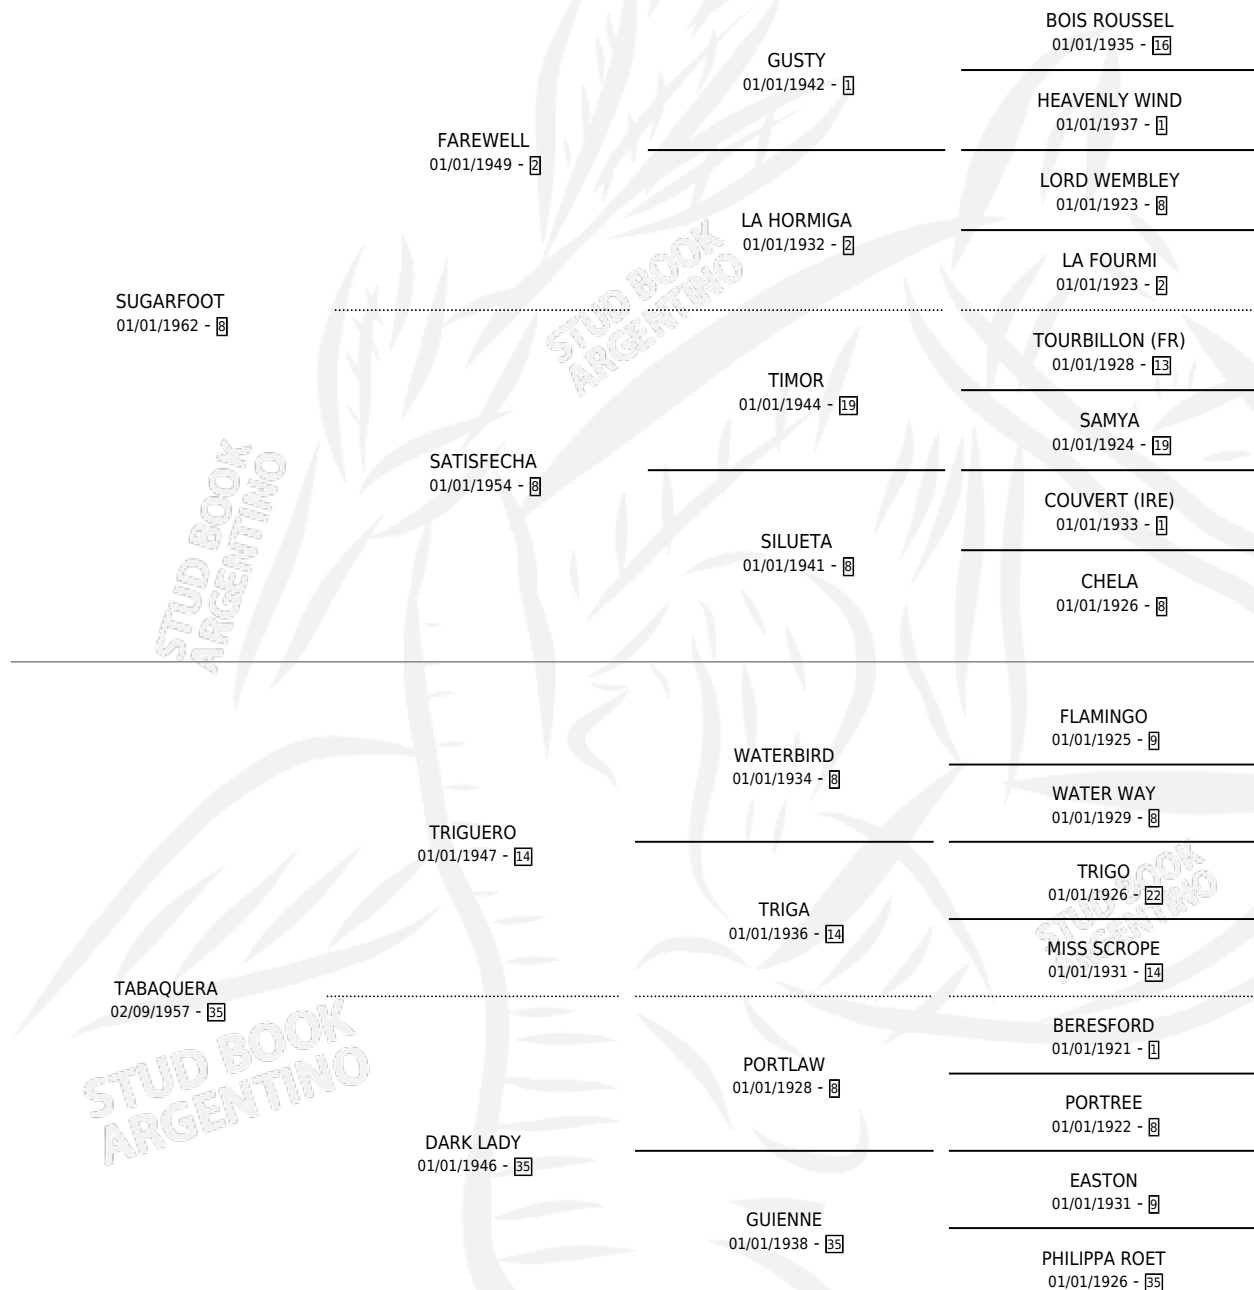 BOIS ROUSSEL
01/01/1935 - 16
GUSTY
01/01/1942 - 1
HEAVENLY WIND
01/01/1937 - 1
FAREWELL
01/01/1949 - 2
LORD WEMBLEY
01/01/1923 - 8
LA HORMIGA
01/01/1932 - 2
LA FOURMI
01/01/1923 - 2
SUGARFOOT
01/01/1962 - 8
STUD BOOK
ARGENTINO
TOURBILLON (FR)
01/01/1928 - 13
TIMOR
01/01/1944 - 19
SAMYA
01/01/1924 - 19
SATISFECHA
01/01/1954 - 8
COUVERT (IRE)
01/01/1933 - 1
SILUETA
01/01/1941 - 8
CHELA
01/01/1926 - 8
STUD BOOK
ARGENTINO
FLAMINGO
01/01/1925 - 9
WATERBIRD
01/01/1934 - 8
WATER WAY
01/01/1929 - 8
TRIGUERO
01/01/1947 - 14
TRIGO
01/01/1926 - 22
TRIGA
01/01/1936 - 14
STUD BOOK
ARGENTINO
MISS SCROPE
01/01/1931 - 14
TABAQUERA
02/09/1957 - 35
STUD BOOK
ARGENTINO
BERESFORD
01/01/1921 - 1
PORTLAW
01/01/1928 - 8
PORTREE
01/01/1922 - 8
DARK LADY
01/01/1946 - 35
EASTON
01/01/1931 - 9
GUIENNE
01/01/1938 - 35
PHILIPPA ROET
01/01/1926 - 35